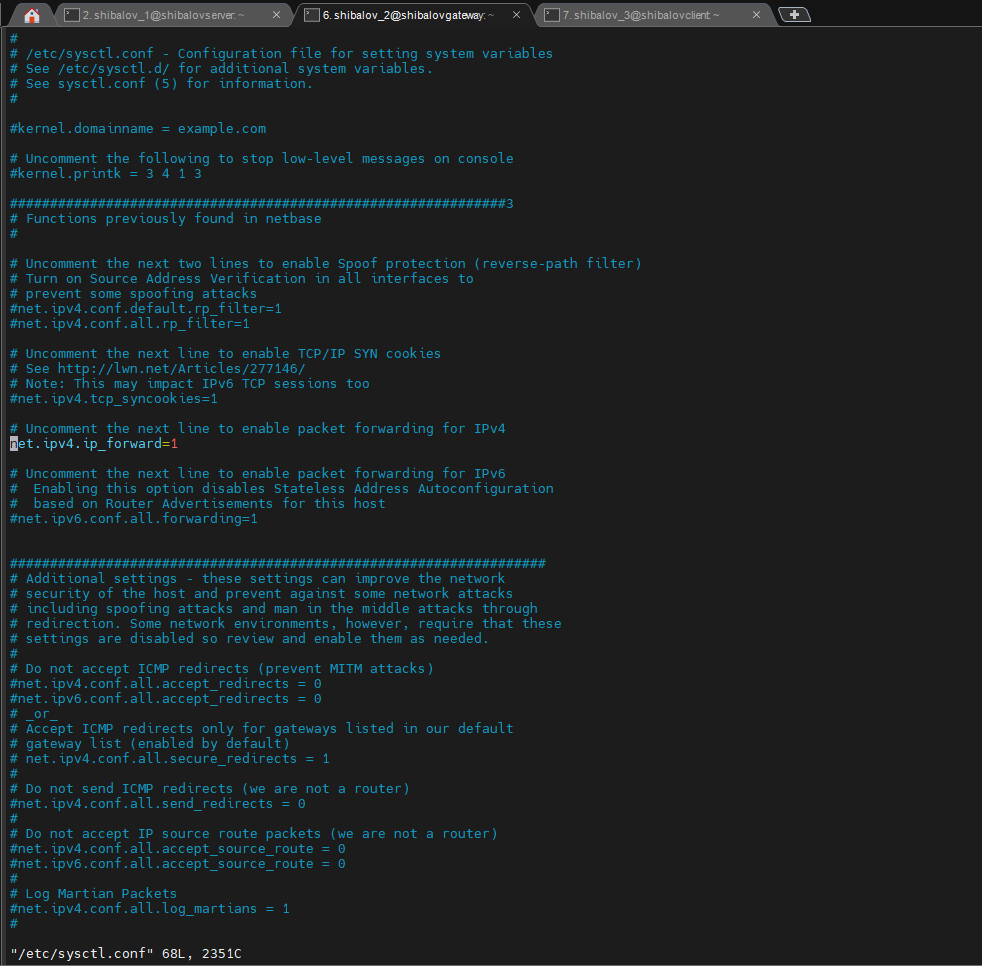 2. shibalov_1@shibalovserver: ~
6. shibalov_2@shibalovgateway: ~
7. shibalov_3@shibalovclient: ~
#
# /etc/sysctl.conf - Configuration file for setting system variables
# See /etc/sysctl.d/ for additional system variables.
# See sysctl.conf (5) for information.
#
#kernel.domainname = example.com
# Uncomment the following to stop low-level messages on console
#kernel.printk = 3 4 1 3
##############################################################3
# Functions previously found in netbase
#
# Uncomment the next two lines to enable Spoof protection (reverse-path filter)
# Turn on Source Address Verification in all interfaces to
# prevent some spoofing attacks
#net.ipv4.conf.default.rp_filter=1
#net.ipv4.conf.all.rp_filter=1
# Uncomment the next line to enable TCP/IP SYN cookies
# See http://lwn.net/Articles/277146/
# Note: This may impact IPv6 TCP sessions too
#net.ipv4.tcp_syncookies=1
# Uncomment the next line to enable packet forwarding for IPv4
net.ipv4.ip_forward=1
# Uncomment the next line to enable packet forwarding for IPv6
#  Enabling this option disables Stateless Address Autoconfiguration
#  based on Router Advertisements for this host
#net.ipv6.conf.all.forwarding=1
###################################################################
# Additional settings - these settings can improve the network
# security of the host and prevent against some network attacks
# including spoofing attacks and man in the middle attacks through
# redirection. Some network environments, however, require that these
# settings are disabled so review and enable them as needed.
#
# Do not accept ICMP redirects (prevent MITM attacks)
#net.ipv4.conf.all.accept_redirects = 0
#net.ipv6.conf.all.accept_redirects = 0
# _or_
# Accept ICMP redirects only for gateways listed in our default
# gateway list (enabled by default)
# net.ipv4.conf.all.secure_redirects = 1
#
# Do not send ICMP redirects (we are not a router)
#net.ipv4.conf.all.send_redirects = 0
#
# Do not accept IP source route packets (we are not a router)
#net.ipv4.conf.all.accept_source_route = 0
#net.ipv6.conf.all.accept_source_route = 0
#
# Log Martian Packets
#net.ipv4.conf.all.log_martians = 1
#
"/etc/sysctl.conf" 68L, 2351C